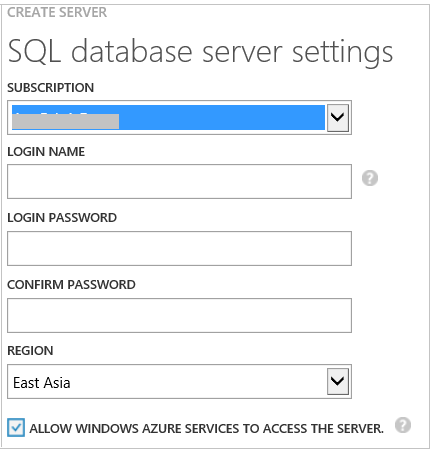 CREATE SERVER
SQL database server settings
SUBSCRIPTION
LOGIN NAME
?
LOGIN PASSWORD
CONFIRM PASSWORD
REGION
East Asia
ALLOW WINDOWS AZURE SERVICES TO ACCESS THE SERVER. ?